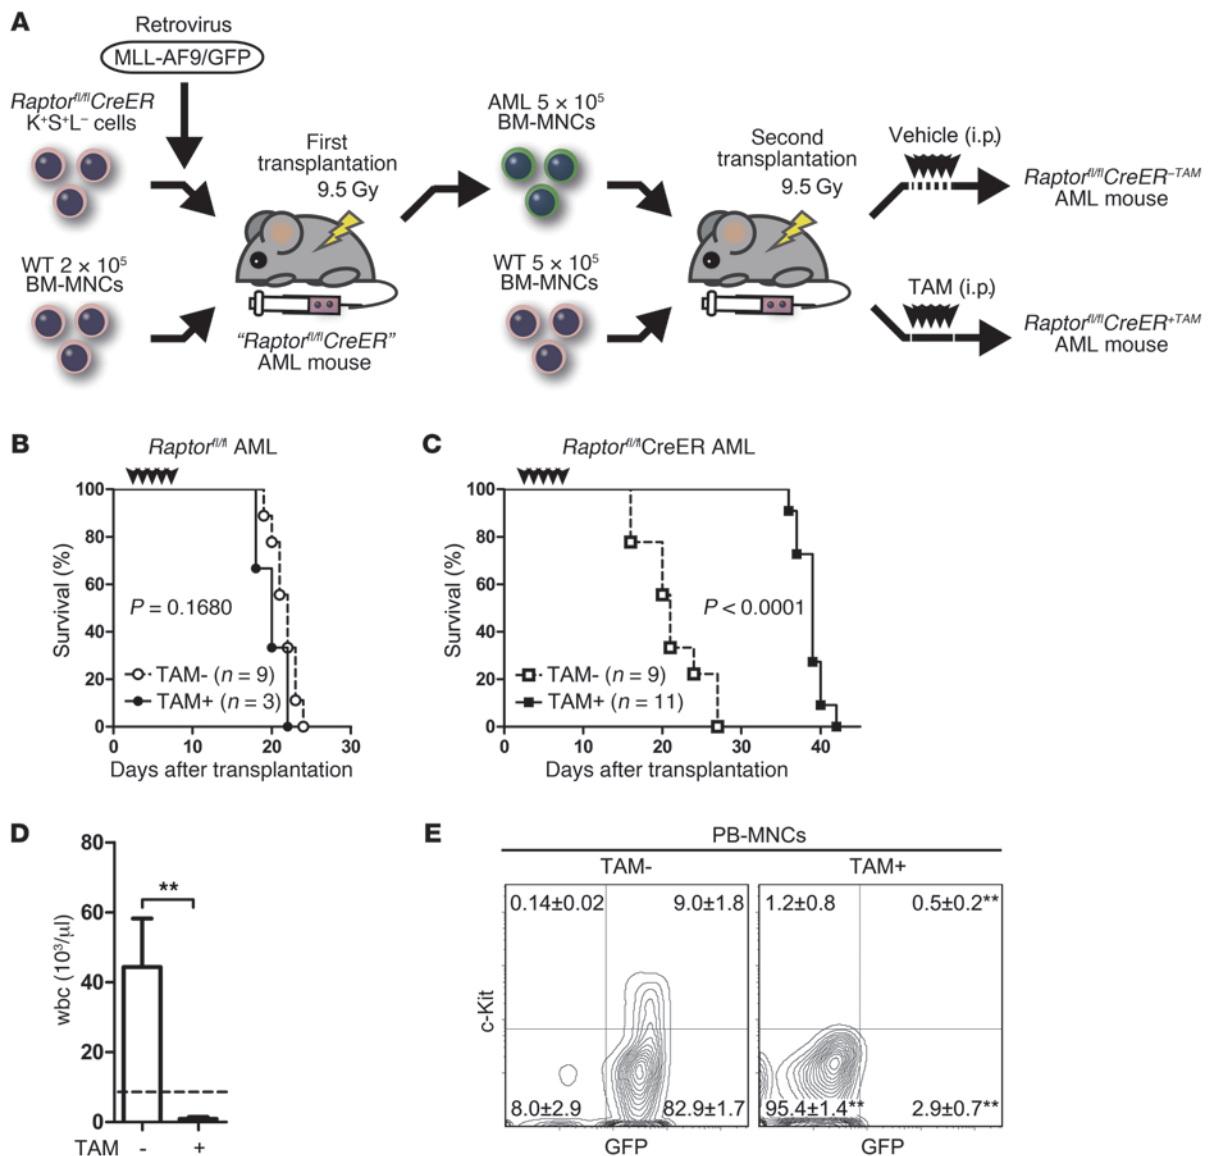 A
Retrovirus
MLL-AF9/GFP
Raptorfl/flCreER
K+S+L– cells
WT 2 × 10⁵
BM-MNCs
First
transplantation
9.5 Gy
“Raptorfl/flCreER”
AML mouse
AML 5 × 10⁵
BM-MNCs
WT 5 × 10⁵
BM-MNCs
Second
transplantation
9.5 Gy
Vehicle (i.p.)
Raptorfl/flCreER–TAM
AML mouse
TAM (i.p.)
Raptorfl/flCreER+TAM
AML mouse
B
Raptorfl/fl AML
Survival (%)
100
80
60
40
20
0
P = 0.1680
TAM- (n = 9)
TAM+ (n = 3)
0 10 20 30
Days after transplantation
C
Raptorfl/flCreER AML
Survival (%)
100
80
60
40
20
0
P < 0.0001
TAM- (n = 9)
TAM+ (n = 11)
0 10 20 30 40
Days after transplantation
D
wbc (10³/µl)
80
60
40
20
0
**
TAM - +
E
PB-MNCs
TAM- TAM+
c-Kit
0.14±0.02 9.0±1.8
8.0±2.9 82.9±1.7
1.2±0.8 0.5±0.2**
95.4±1.4** 2.9±0.7**
GFP GFP